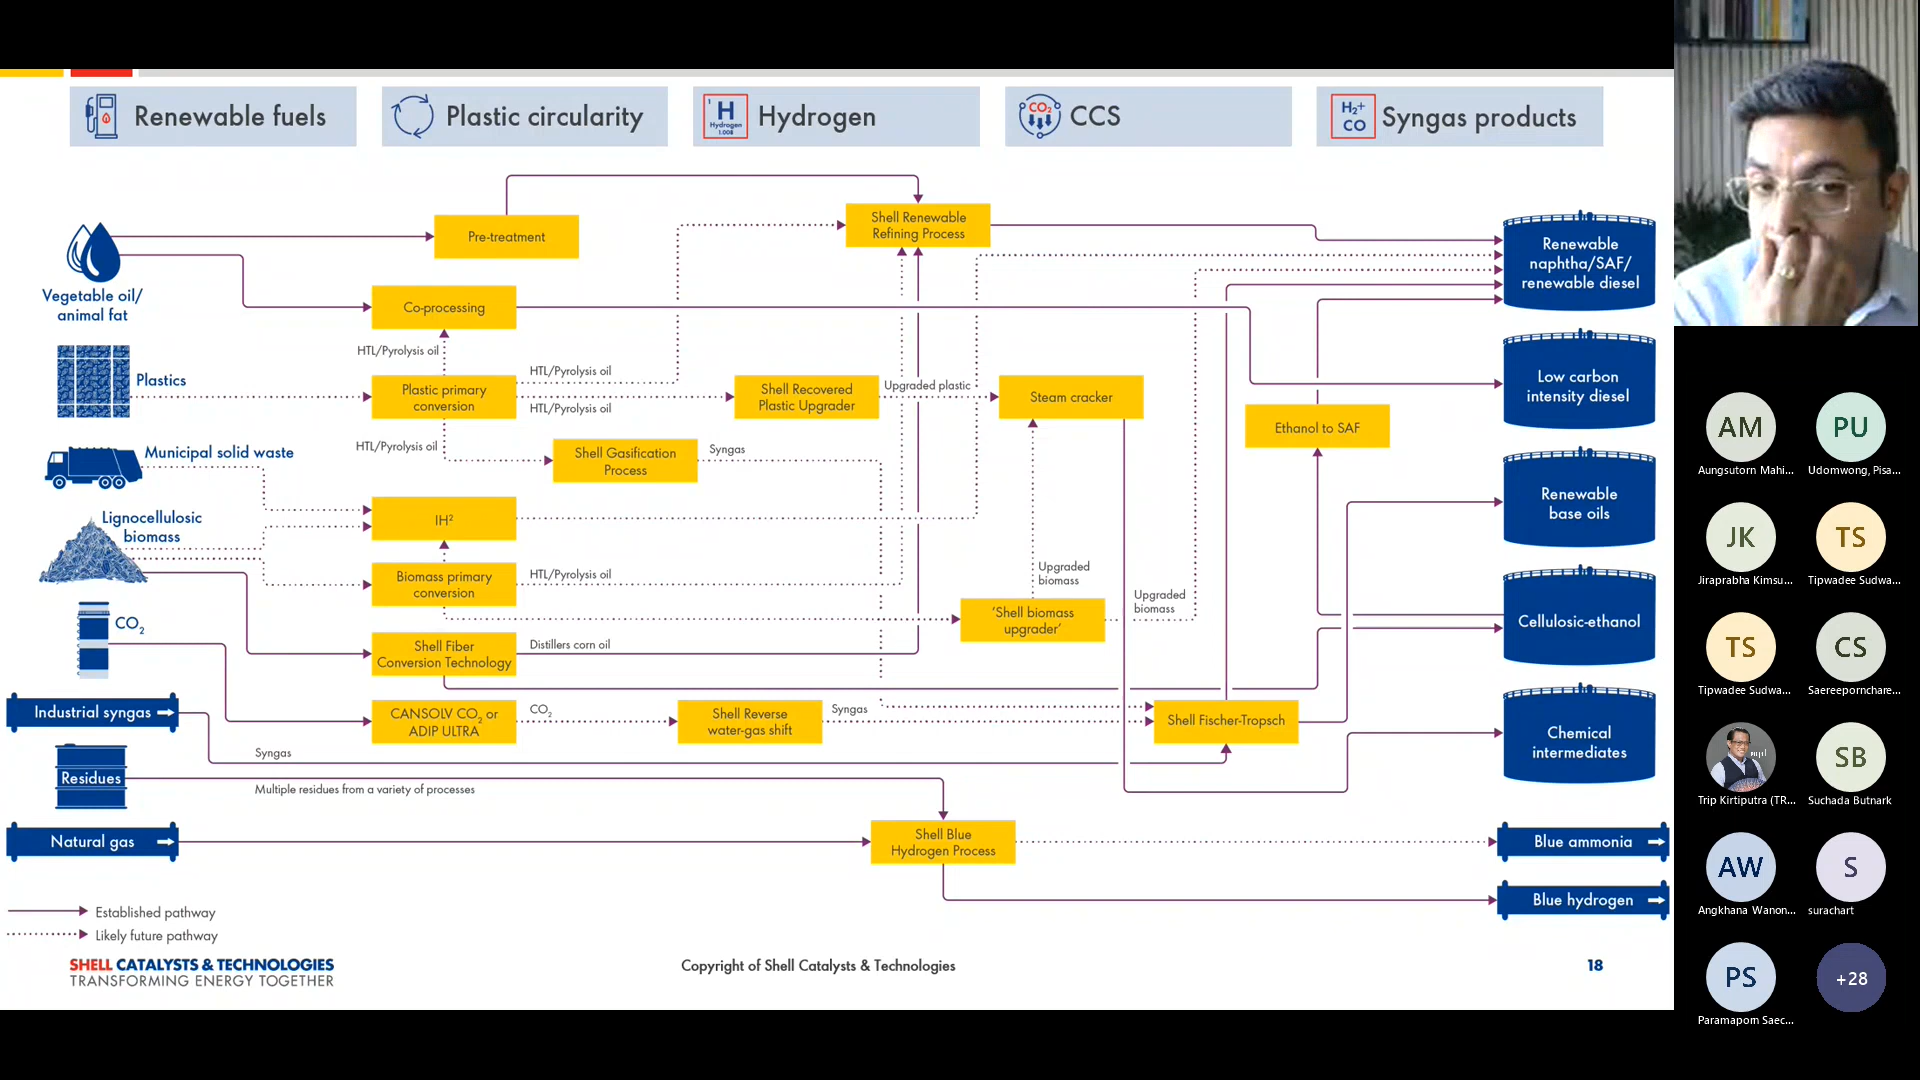 Renewable fuels
Plastic circularity
1
H
Hydrogen
1.008
Hydrogen
CO₂
CCS
H₂+
CO
Syngas products
Pre-treatment
Shell Renewable
Refining Process
Vegetable oil/
animal fat
Renewable
naphtha/SAF/
renewable diesel
Co-processing
HTL/Pyrolysis oil
Plastics
Plastic primary
conversion
HTL/Pyrolysis oil
HTL/Pyrolysis oil
Shell Recovered
Plastic Upgrader
Upgraded plastic
Steam cracker
Low carbon
intensity diesel
Ethanol to SAF
HTL/Pyrolysis oil
Shell Gasification
Process
Syngas
Municipal solid waste
Lignocellulosic
biomass
IH²
Renewable
base oils
Biomass primary
conversion
HTL/Pyrolysis oil
Upgraded
biomass
'Shell biomass
upgrader'
Upgraded
biomass
Cellulosic-ethanol
CO₂
Shell Fiber
Conversion Technology
Distillers corn oil
Industrial syngas
CANSOLV CO₂ or
ADIP ULTRA
CO₂
Shell Reverse
water-gas shift
Syngas
Shell Fischer-Tropsch
Chemical
intermediates
Syngas
Residues
Multiple residues from a variety of processes
Natural gas
Shell Blue
Hydrogen Process
Blue ammonia
Blue hydrogen
Established pathway
Likely future pathway
SHELL CATALYSTS & TECHNOLOGIES
TRANSFORMING ENERGY TOGETHER
Copyright of Shell Catalysts & Technologies
18
AM
Aungsutorn Mahi...
PU
Udomwong, Pisa...
JK
Jiraprabha Kimsu...
TS
Tipwadee Sudwa...
TS
Tipwadee Sudwa...
CS
Saereepornchare...
Trip Kirtiputra (TR...
SB
Suchada Butnark
AW
Angkhana Wanon...
S
surachart
PS
Paramaporn Saec...
+28